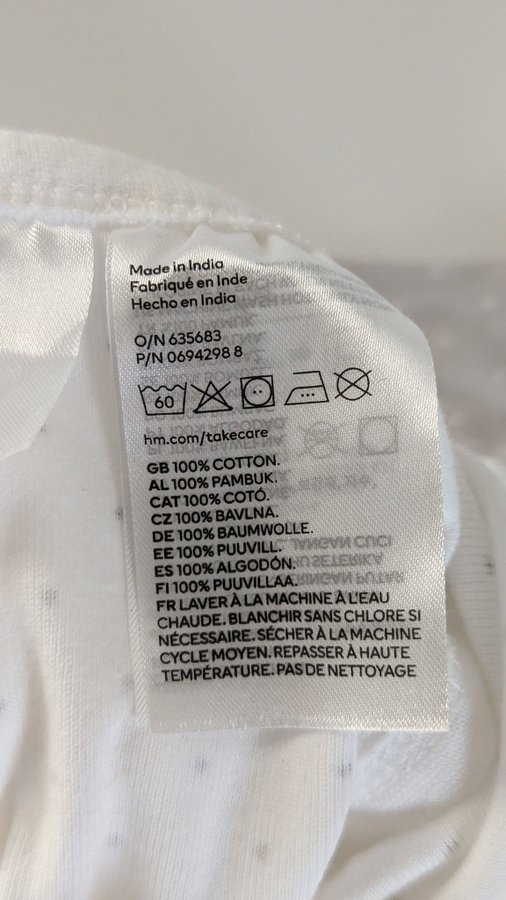 Made in India
Fabriqué en Inde
Hecho en India
O/N 635683
P/N 0694298 8
60
hm.com/takecare
GB 100% COTTON.
AL 100% PAMBUK.
CAT 100% COTÓ.
CZ 100% BAVLNA.
DE 100% BAUMWOLLE.
EE 100% PUUVILL.
ES 100% ALGODÓN.
FI 100% PUUVILLAA.
FR LAVER À LA MACHINE À L'EAU
CHAUDE. BLANCHIR SANS CHLORE SI
NÉCESSAIRE. SÉCHER À LA MACHINE
CYCLE MOYEN. REPASSER À HAUTE
TEMPÉRATURE. PAS DE NETTOYAGE